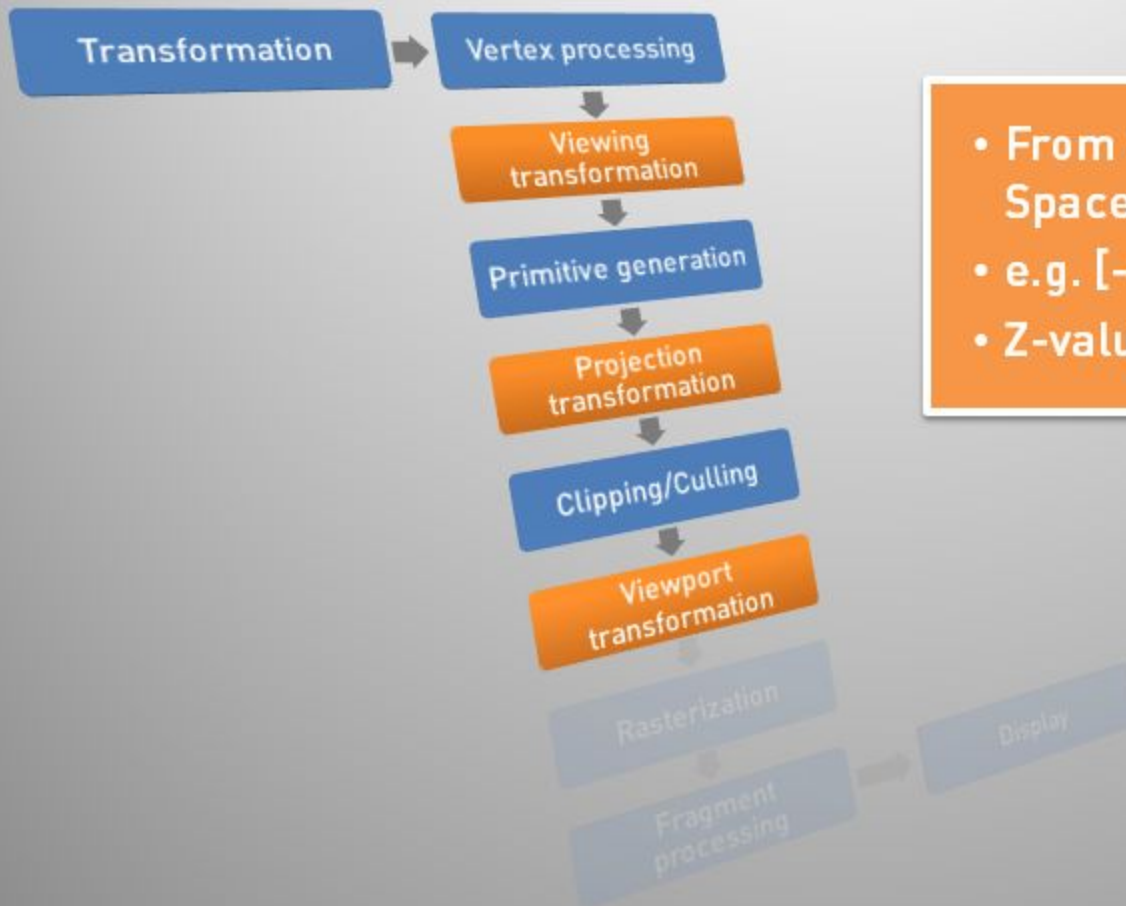 Transformation
Vertex processing
Viewing
transformation
Primitive generation
Projection
transformation
Clipping/Culling
Viewport
transformation
Rasterization
Fragment
processing
Display
• From
Space
• e.g. [-
• Z-valu